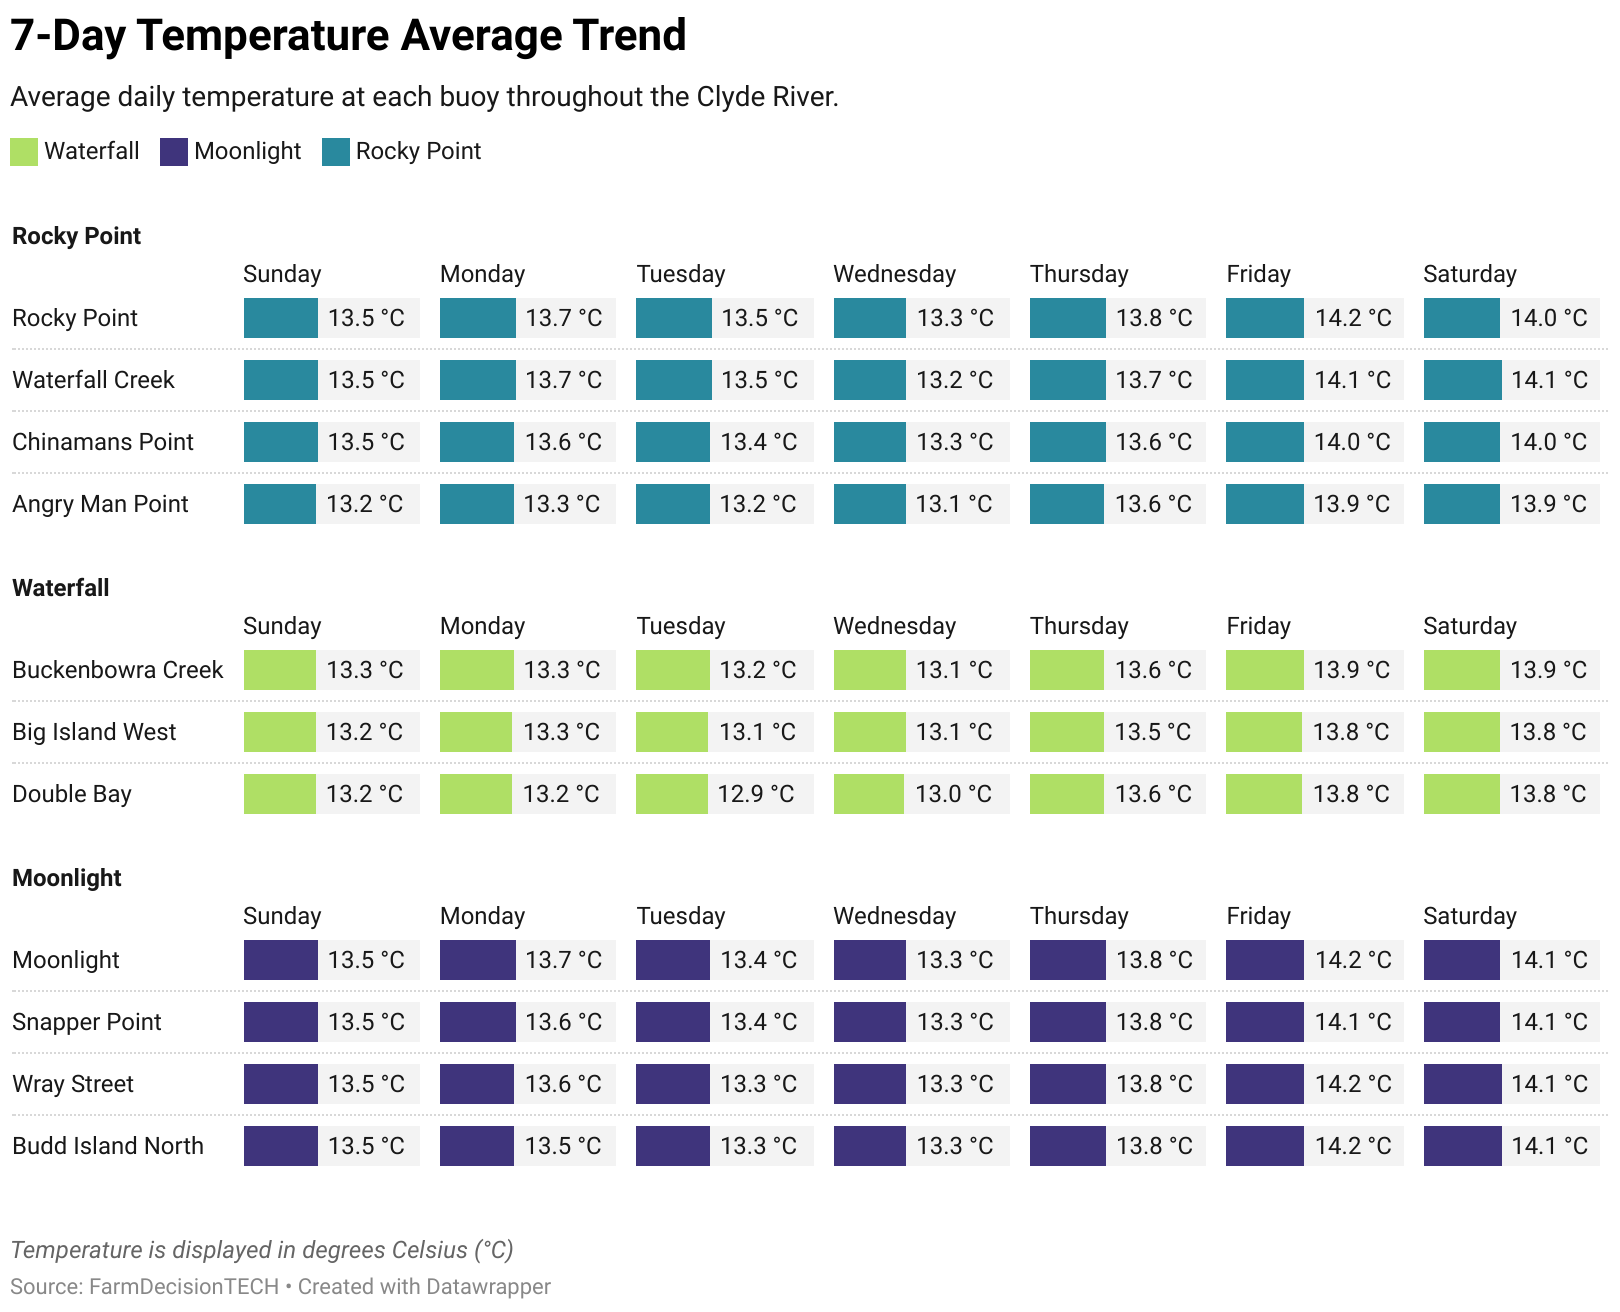 7-Day Temperature Average Trend
Average daily temperature at each buoy throughout the Clyde River.
Waterfall Moonlight Rocky Point
Rocky Point
Sunday Monday Tuesday Wednesday Thursday Friday Saturday
Rocky Point 13.5 °C 13.7 °C 13.5 °C 13.3 °C 13.8 °C 14.2 °C 14.0 °C
Waterfall Creek 13.5 °C 13.7 °C 13.5 °C 13.2 °C 13.7 °C 14.1 °C 14.1 °C
Chinamans Point 13.5 °C 13.6 °C 13.4 °C 13.3 °C 13.6 °C 14.0 °C 14.0 °C
Angry Man Point 13.2 °C 13.3 °C 13.2 °C 13.1 °C 13.6 °C 13.9 °C 13.9 °C
Waterfall
Sunday Monday Tuesday Wednesday Thursday Friday Saturday
Buckenbowra Creek 13.3 °C 13.3 °C 13.2 °C 13.1 °C 13.6 °C 13.9 °C 13.9 °C
Big Island West 13.2 °C 13.3 °C 13.1 °C 13.1 °C 13.5 °C 13.8 °C 13.8 °C
Double Bay 13.2 °C 13.2 °C 12.9 °C 13.0 °C 13.6 °C 13.8 °C 13.8 °C
Moonlight
Sunday Monday Tuesday Wednesday Thursday Friday Saturday
Moonlight 13.5 °C 13.7 °C 13.4 °C 13.3 °C 13.8 °C 14.2 °C 14.1 °C
Snapper Point 13.5 °C 13.6 °C 13.4 °C 13.3 °C 13.8 °C 14.1 °C 14.1 °C
Wray Street 13.5 °C 13.6 °C 13.3 °C 13.3 °C 13.8 °C 14.2 °C 14.1 °C
Budd Island North 13.5 °C 13.5 °C 13.3 °C 13.3 °C 13.8 °C 14.2 °C 14.1 °C
Temperature is displayed in degrees Celsius (°C)
Source: FarmDecisionTECH • Created with Datawrapper